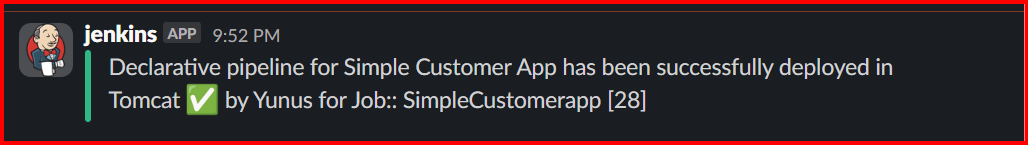 jenkins APP 9:52 PM
Declarative pipeline for Simple Customer App has been successfully deployed in
Tomcat ✅ by Yunus for Job:: SimpleCustomerapp [28]